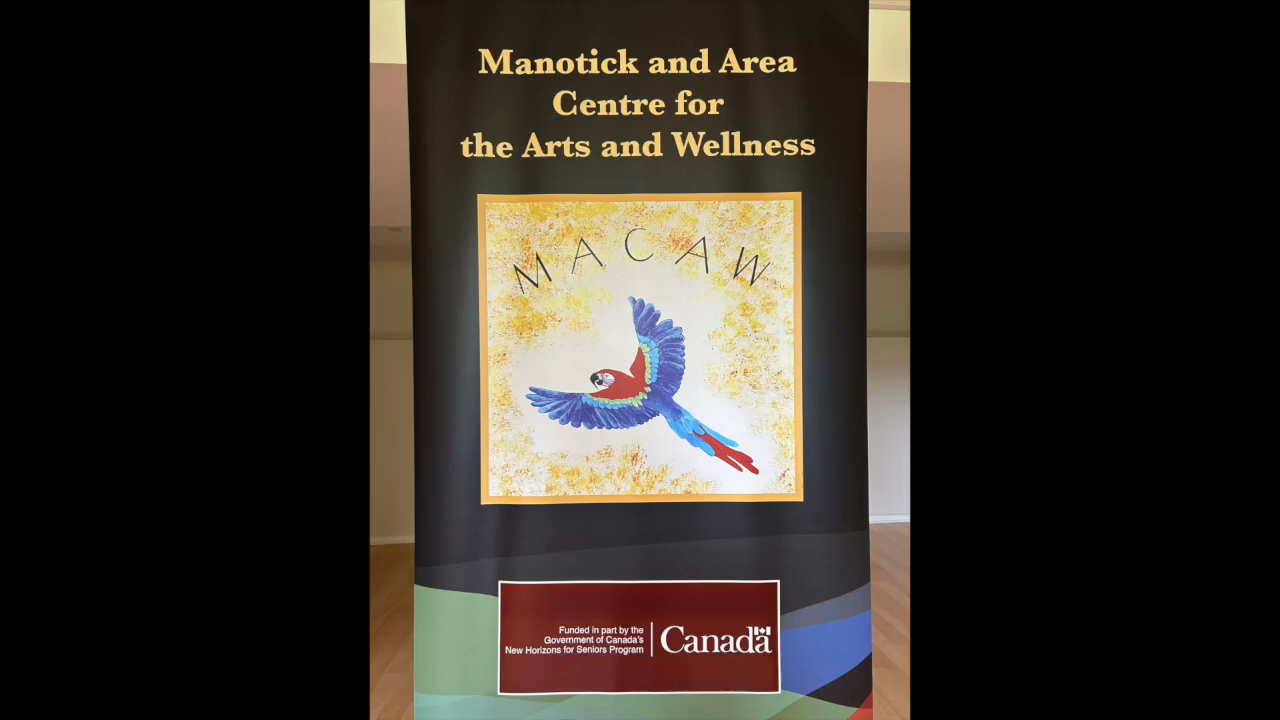 Manotick and Area
Centre for
the Arts and Wellness
MACAW
Funded in part by the
Government of Canada's
New Horizons for Seniors Program
Canada